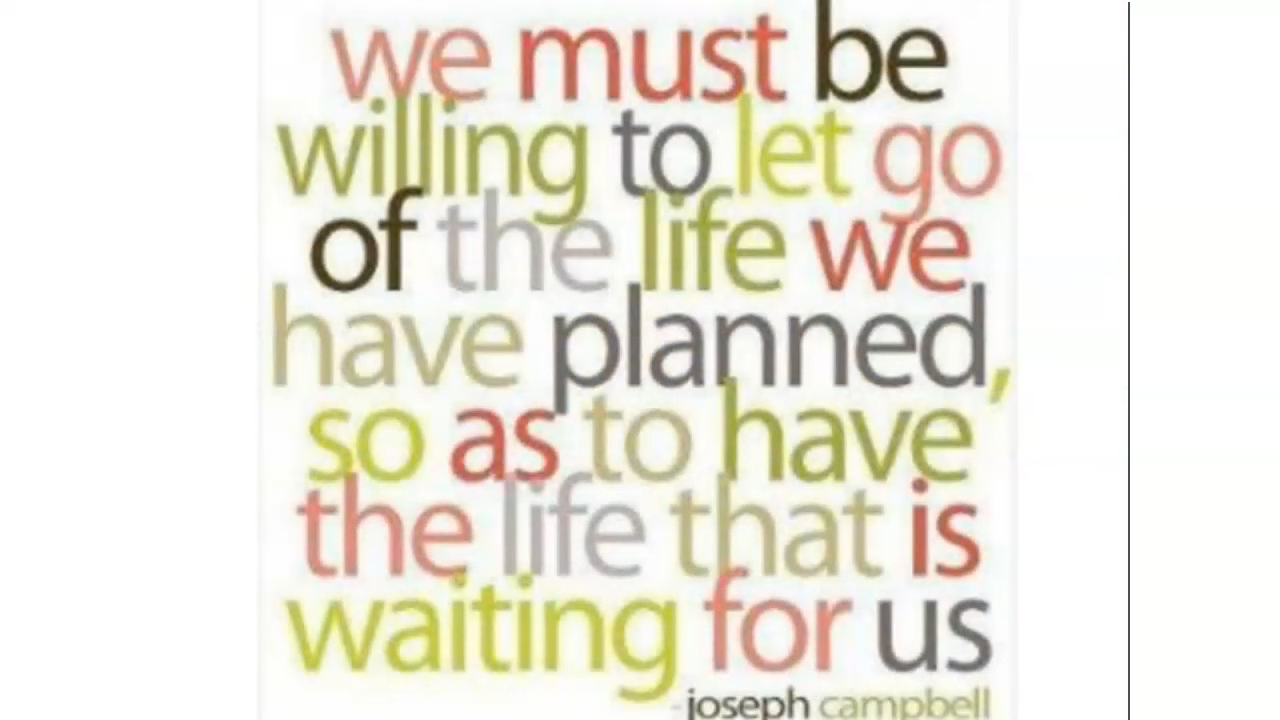 we must be
willing to let go
of the life we
have planned,
so as to have
the life that is
waiting for us
-joseph campbell